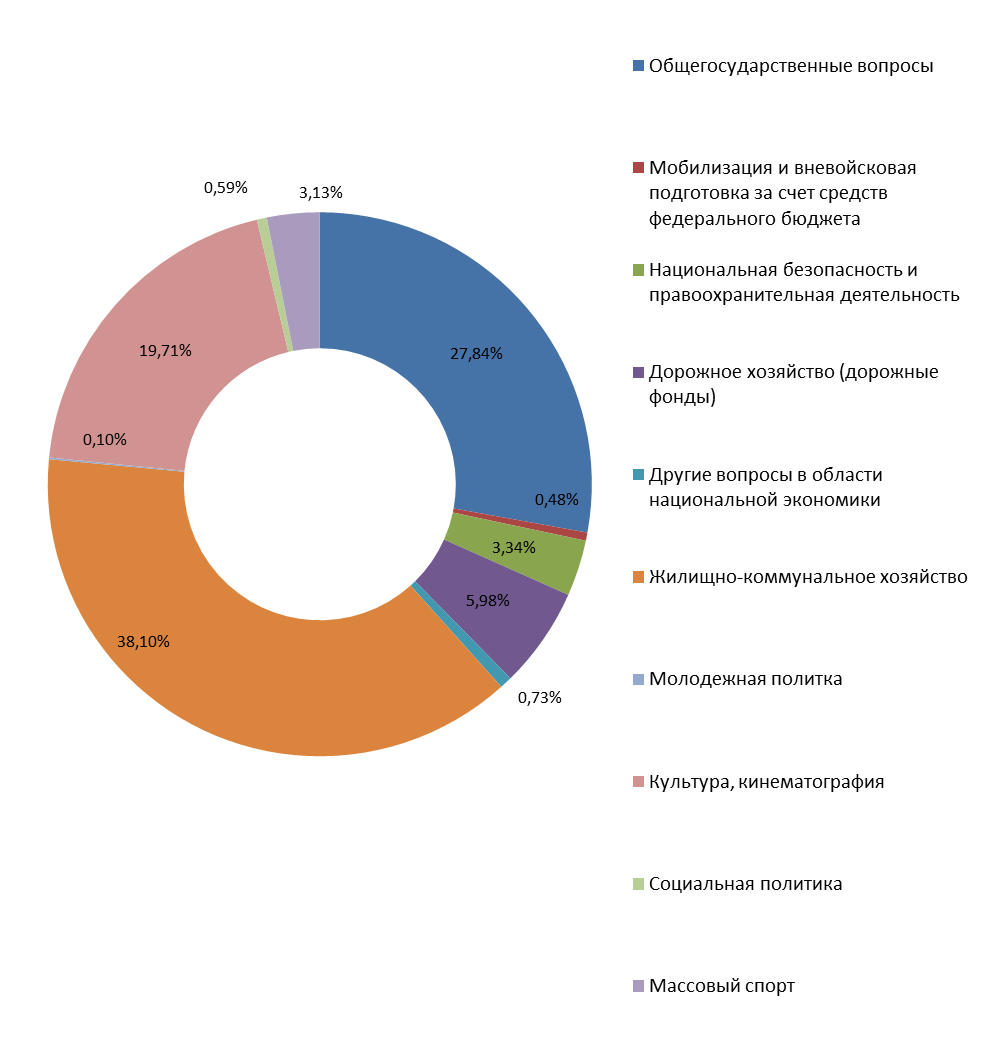 0,59%
3,13%
27,84%
19,71%
0,10%
0,48%
3,34%
5,98%
38,10%
0,73%
Общегосударственные вопросы
Мобилизация и вневойсковая
подготовка за счет средств
федерального бюджета
Национальная безопасность и
правоохранительная деятельность
Дорожное хозяйство (дорожные
фонды)
Другие вопросы в области
национальной экономики
Жилищно-коммунальное хозяйство
Молодежная политка
Культура, кинематография
Социальная политика
Массовый спорт